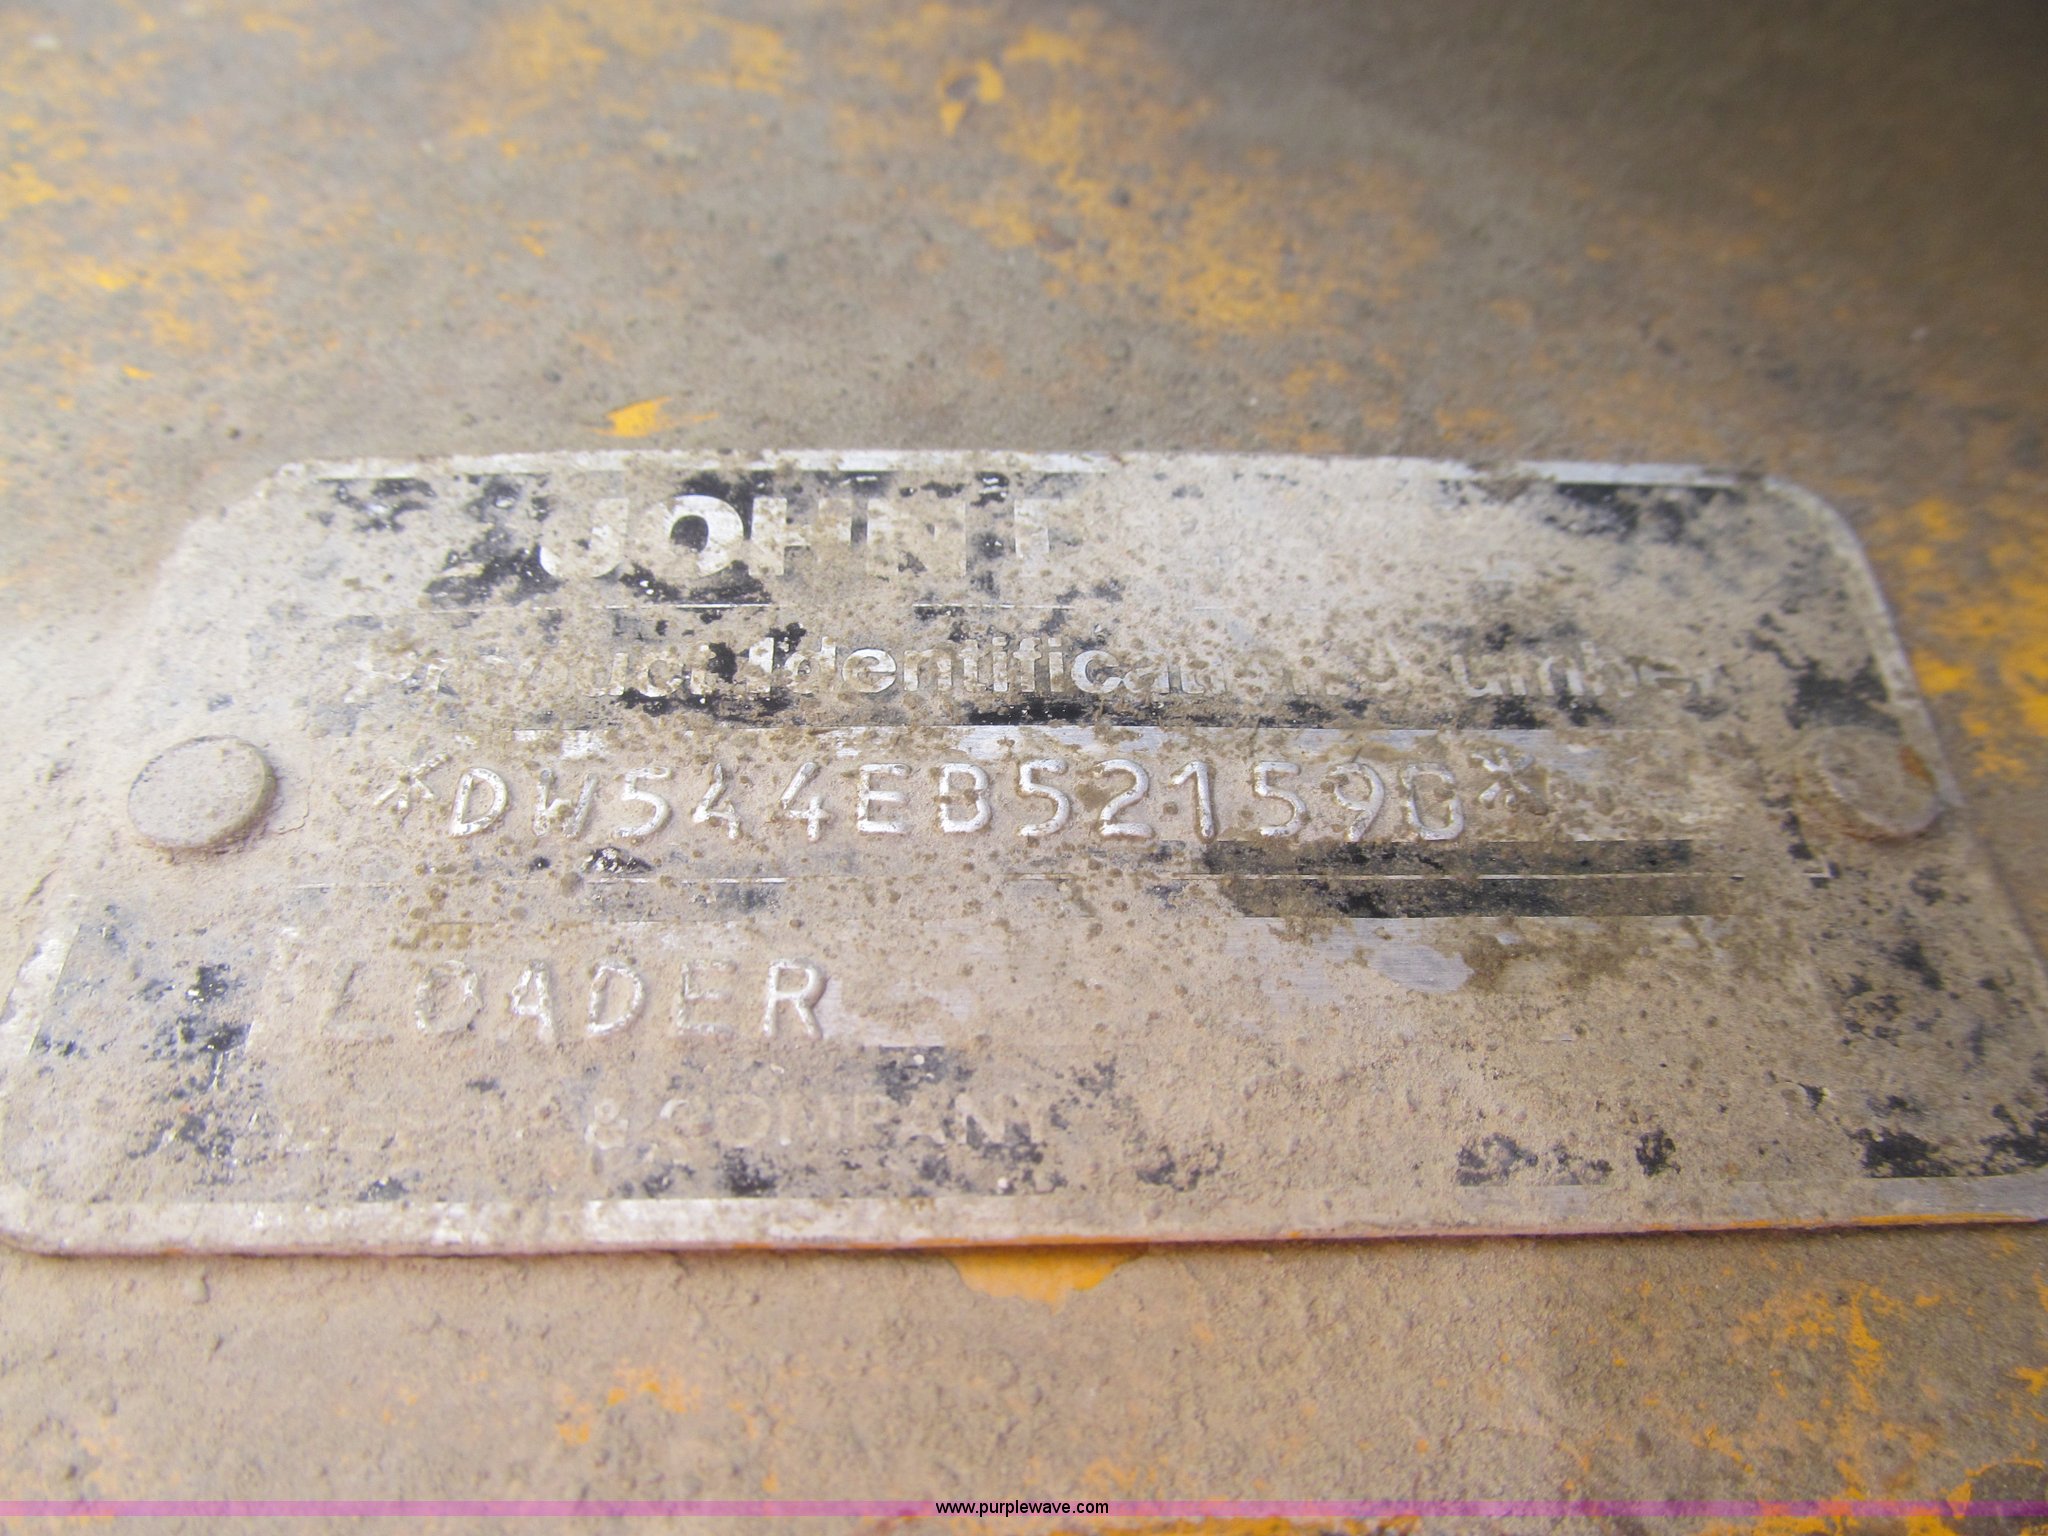 JOHN
Product Identification Number
*DW544EB521590*
LOADER
& COMPANY
www.purplewave.com